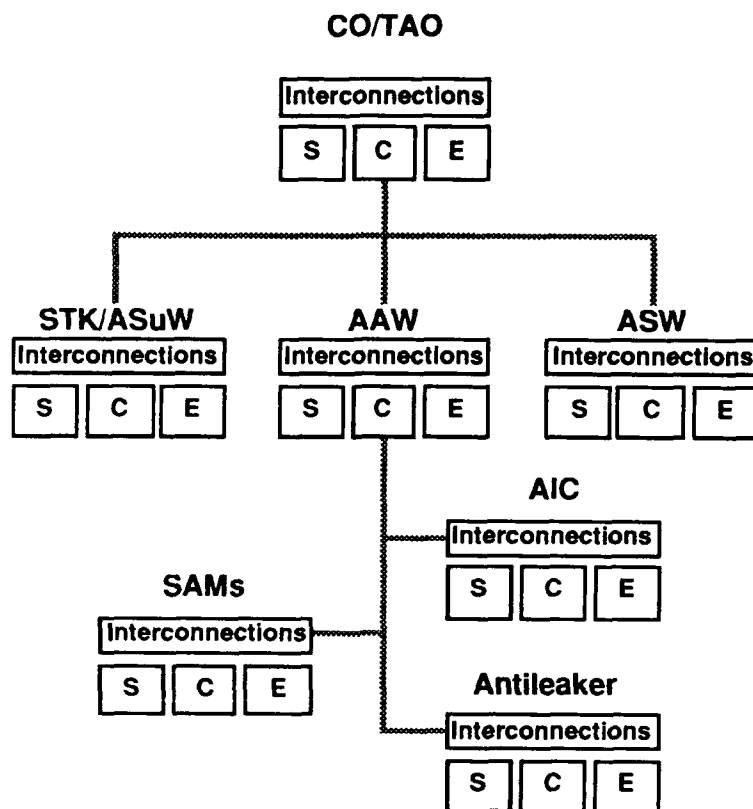 CO/TAO
Interconnections
S C E
STK/ASuW AAW ASW
Interconnections Interconnections Interconnections
S C E S C E S C E
AIC
Interconnections
S C E
SAMs
Interconnections
S C E
Antileaker
Interconnections
S C E